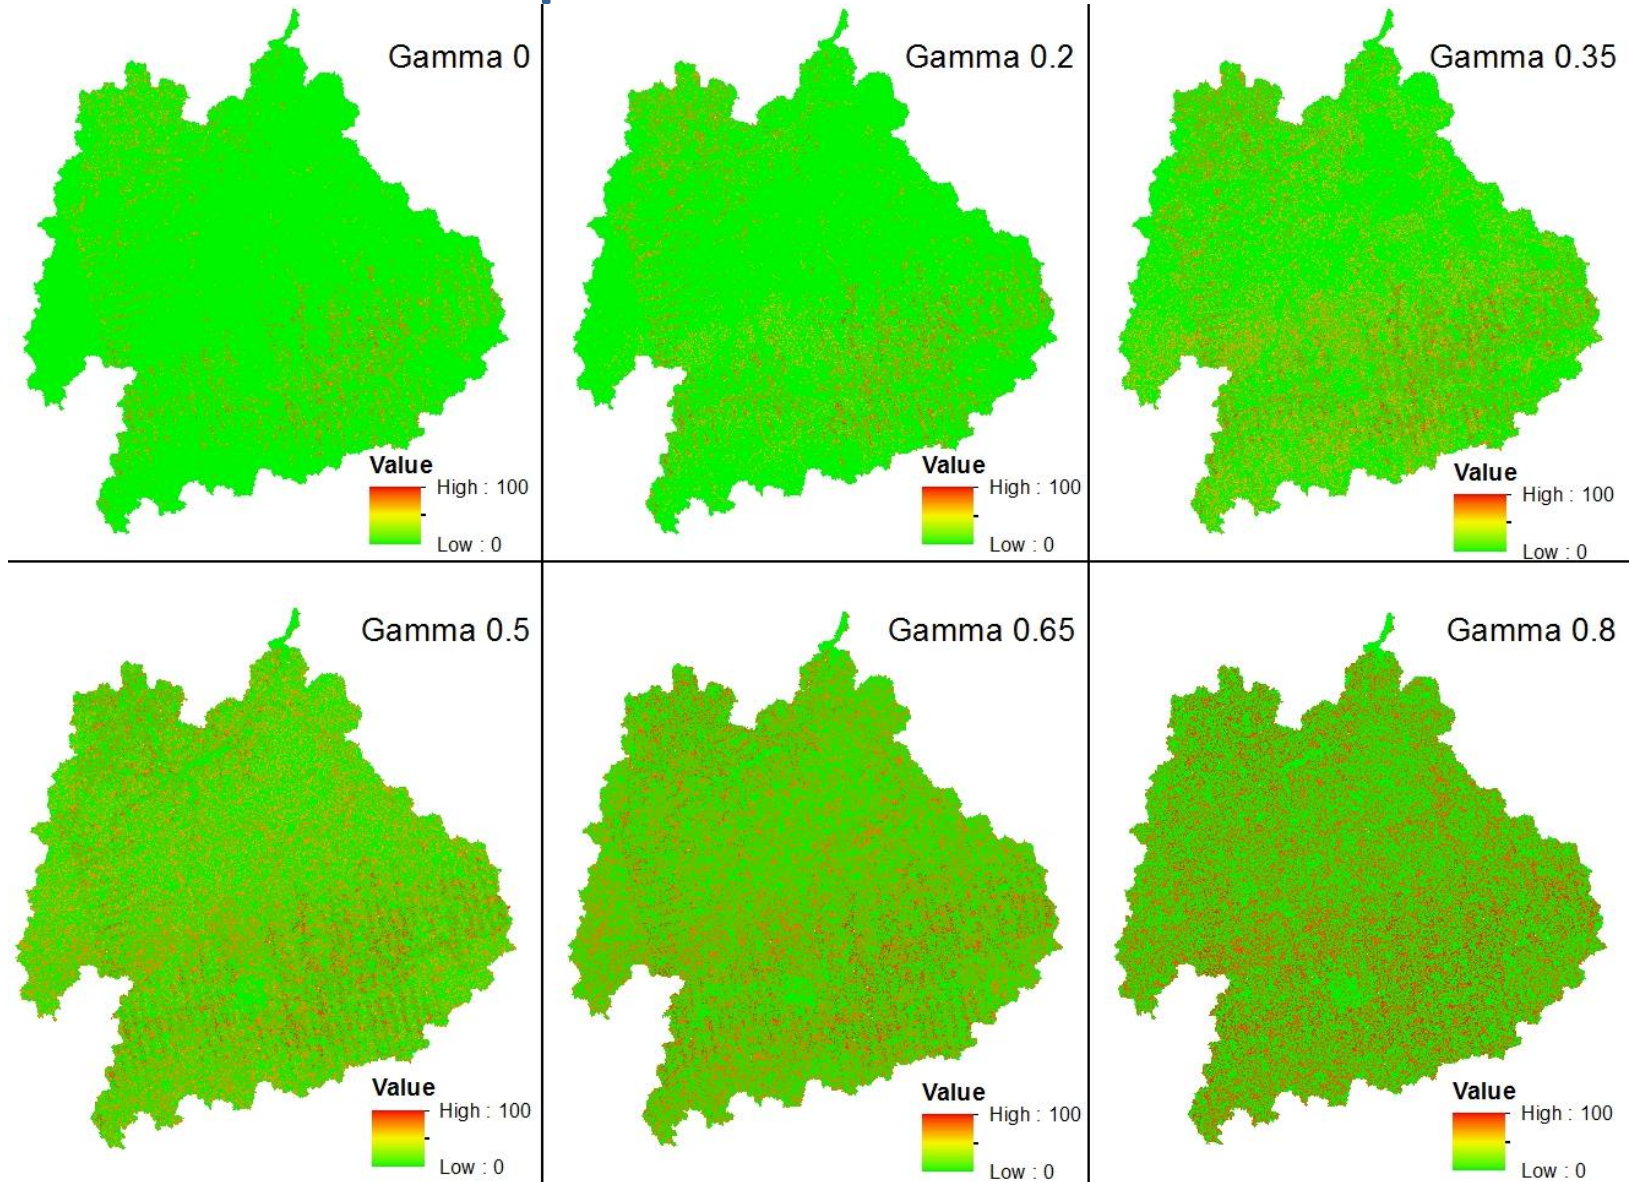 Gamma 0
Value
High : 100
Low : 0
Gamma 0.2
Value
High : 100
Low : 0
Gamma 0.35
Value
High : 100
Low : 0
Gamma 0.5
Value
High : 100
Low : 0
Gamma 0.65
Value
High : 100
Low : 0
Gamma 0.8
Value
High : 100
Low : 0